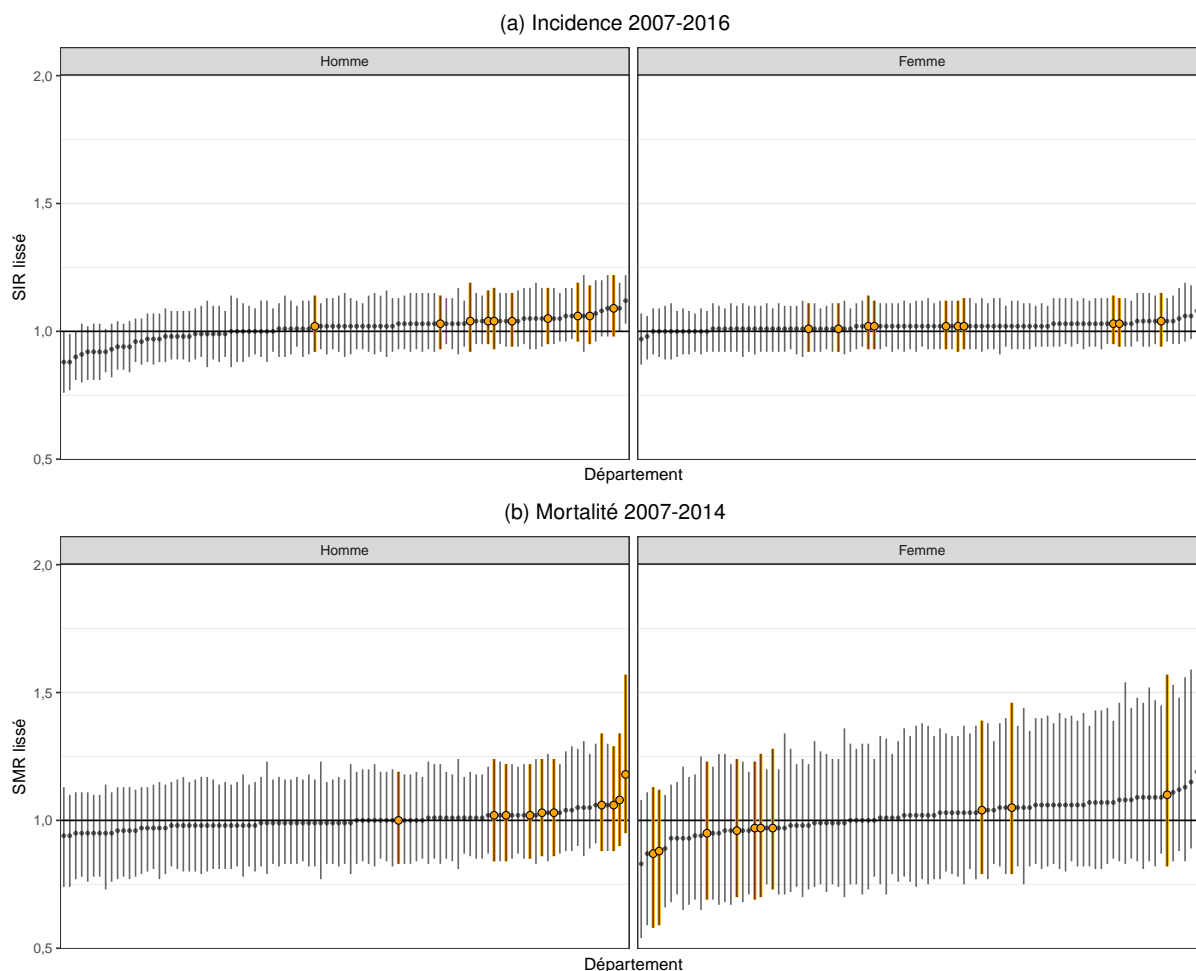 (a) Incidence 2007-2016
Homme
Femme
2,0
1,5
1,0
0,5
SIR lissé
Département
(b) Mortalité 2007-2014
Homme
Femme
2,0
1,5
1,0
0,5
SMR lissé
Département